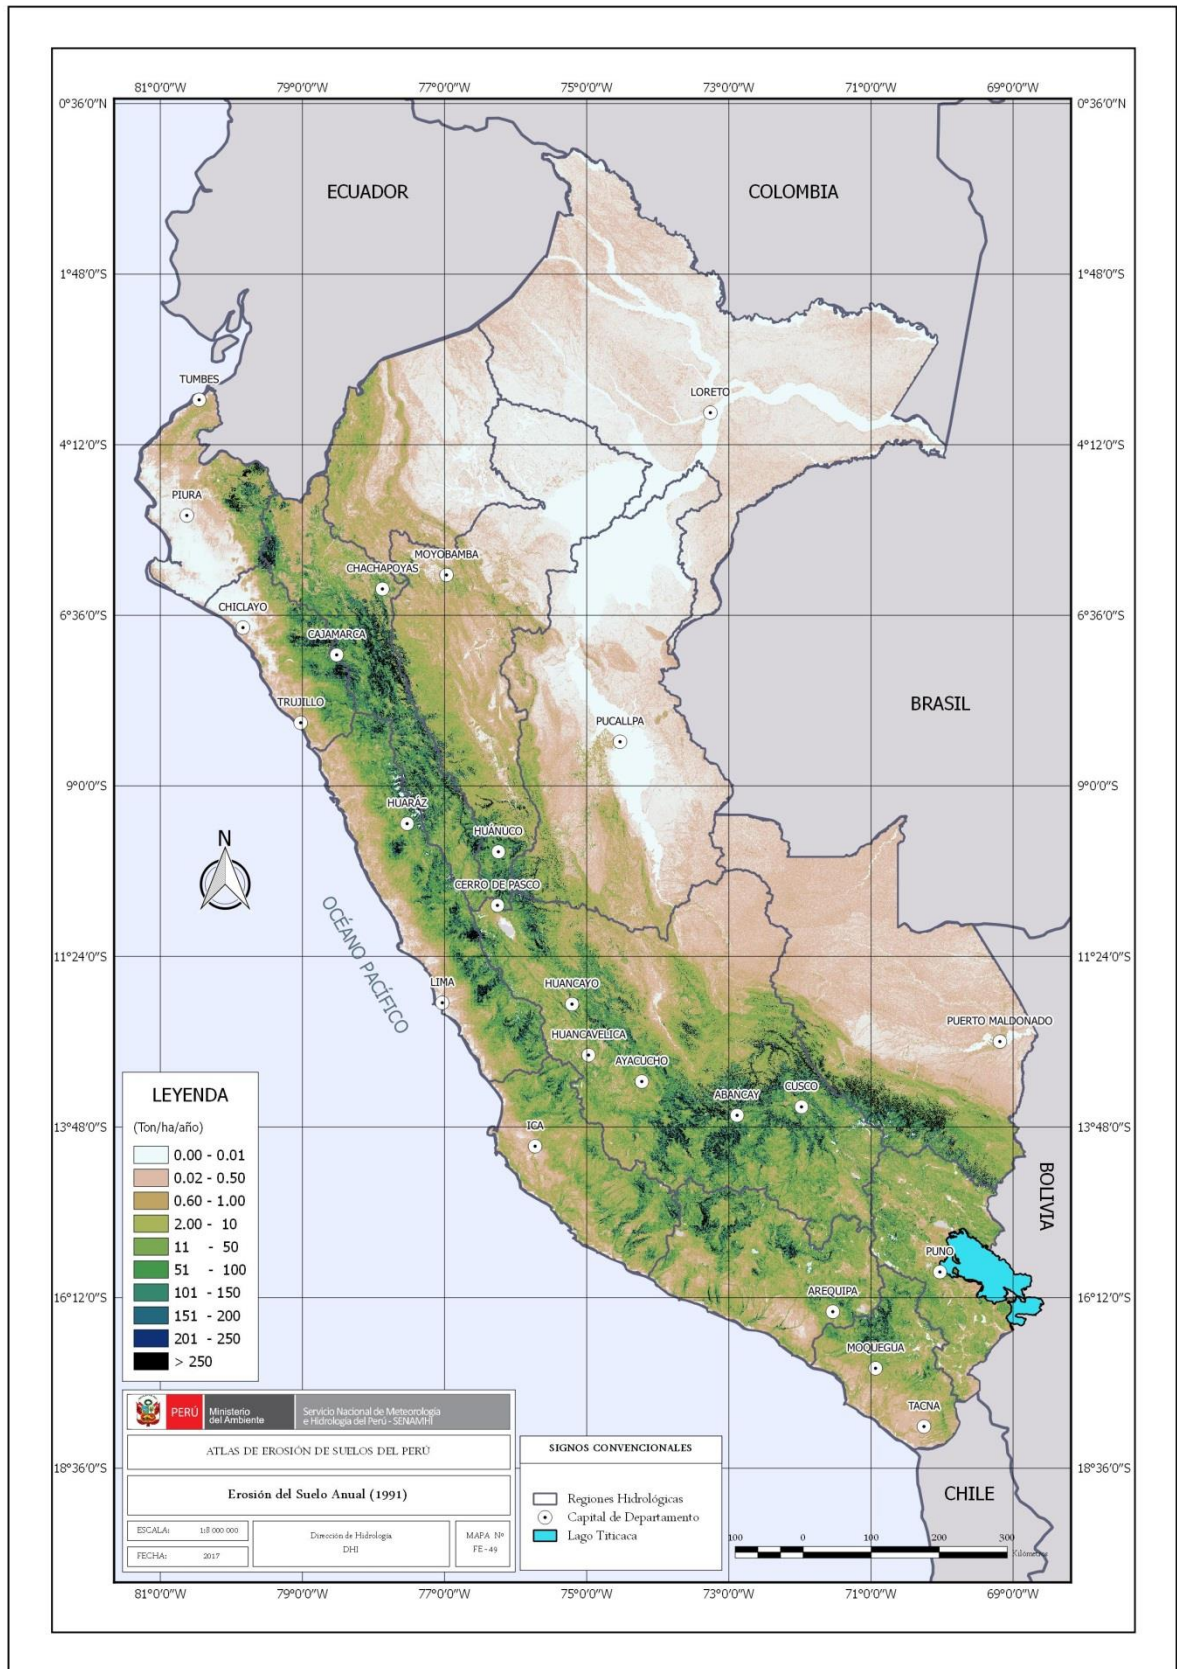 81°0'0"W 79°0'0"W 77°0'0"W 75°0'0"W 73°0'0"W 71°0'0"W 69°0'0"W
0°36'0"N 0°36'0"N
ECUADOR
COLOMBIA
1°48'0"S 1°48'0"S
TUMBES
LORETO
4°12'0"S 4°12'0"S
PIURA
MOYOBAMBA
CHACHAPOYAS
6°36'0"S 6°36'0"S
CHICLAYO
CAJAMARCA
TRUJILLO
BRASIL
PUCALLPA
9°0'0"S 9°0'0"S
HUARÁZ
HUÁNUCO
N
CERRO DE PASCO
OCÉANO PACÍFICO
11°24'0"S 11°24'0"S
LIMA
HUANCAYO
PUERTO MALDONADO
HUANCAVELICA
AYACUCHO
ABANCAY
CUSCO
13°48'0"S 13°48'0"S
ICA
BOLIVIA
PUNO
AREQUIPA
16°12'0"S 16°12'0"S
MOQUEGUA
TACNA
18°36'0"S 18°36'0"S
CHILE
LEYENDA
(Ton/ha/año)
0.00 - 0.01
0.02 - 0.50
0.60 - 1.00
2.00 - 10
11 - 50
51 - 100
101 - 150
151 - 200
201 - 250
> 250
PERÚ
Ministerio
del Ambiente
Servicio Nacional de Meteorología
e Hidrología del Perú - SENAMHI
ATLAS DE EROSIÓN DE SUELOS DEL PERÚ
Erosión del Suelo Anual (1991)
ESCALA: 1:8 000 000
FECHA: 2017
Dirección de Hidrología
DHI
MAPA Nº
FE - 49
SIGNOS CONVENCIONALES
Regiones Hidrológicas
Capital de Departamento
Lago Titicaca
100 0 100 200 300
Kilómetros
81°0'0"W 79°0'0"W 77°0'0"W 75°0'0"W 73°0'0"W 71°0'0"W 69°0'0"W